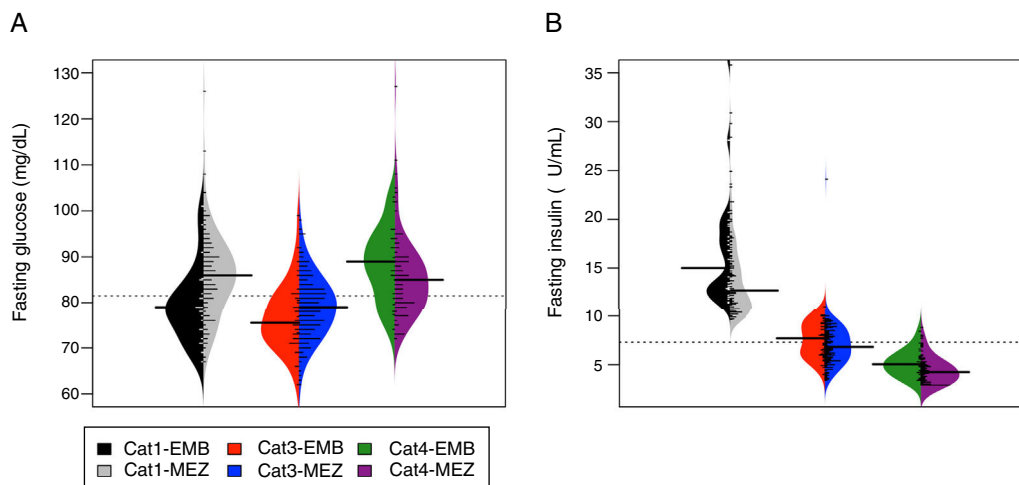 A
B
Fasting glucose (mg/dL)
130
120
110
100
90
80
70
60
Fasting insulin ( U/mL)
35
30
25
20
15
10
5
Cat1-EMB Cat3-EMB Cat4-EMB
Cat1-MEZ Cat3-MEZ Cat4-MEZ